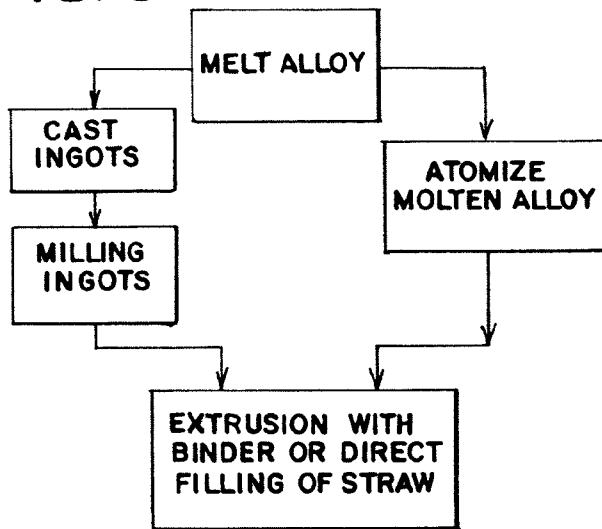 MELT ALLOY
CAST
INGOTS
ATOMIZE
MOLTEN ALLOY
MILLING
INGOTS
EXTRUSION WITH
BINDER OR DIRECT
FILLING OF STRAW